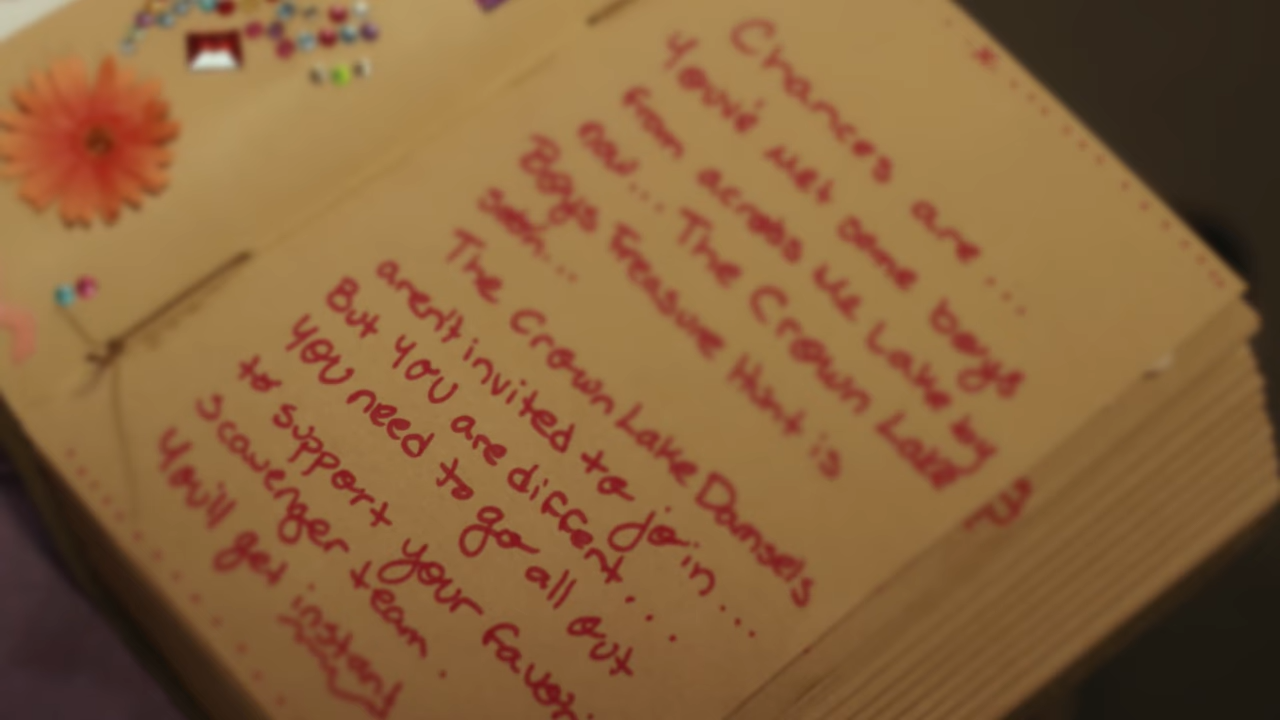 Chances are....
You've met some boys
from across the Lake by
now... The Crown Lake
Boys Treasure Hunt is
soon...
The Crown Lake Damsels
aren't invited to join...
But you are diffent...
you need to go all out
to support your favori
scavenger team.
You'll get instant